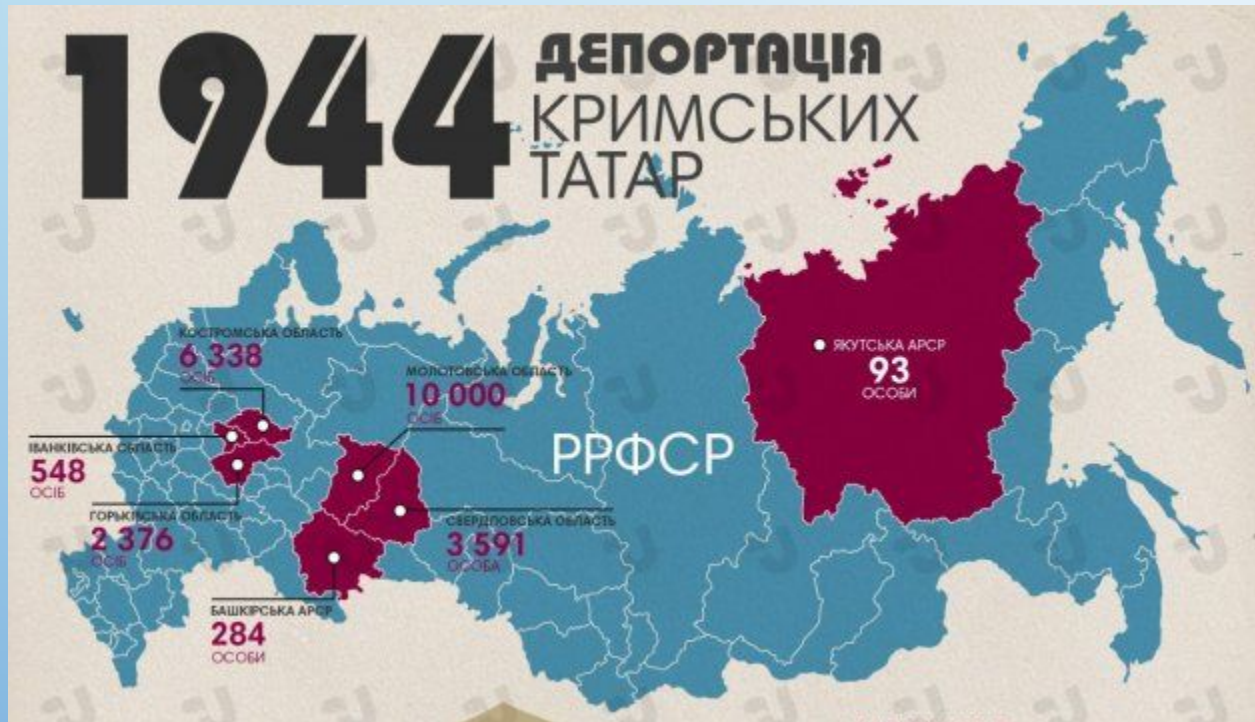 1944
ДЕПОРТАЦІЯ
КРИМСЬКИХ
ТАТАР
КОСТРОМСЬКА ОБЛАСТЬ
6 338
ОСІБ
МОЛОТОВСЬКА ОБЛАСТЬ
10 000
ОСІБ
ЯКУТСЬКА АРСР
93
ОСОБИ
РРФСР
ІВАНКІВСЬКА ОБЛАСТЬ
548
ОСІБ
ГОРЬКІВСЬКА ОБЛАСТЬ
2 376
ОСІБ
СВЕРДЛОВСЬКА ОБЛАСТЬ
3 591
ОСОБА
БАШКІРСЬКА АРСР
284
ОСОБИ